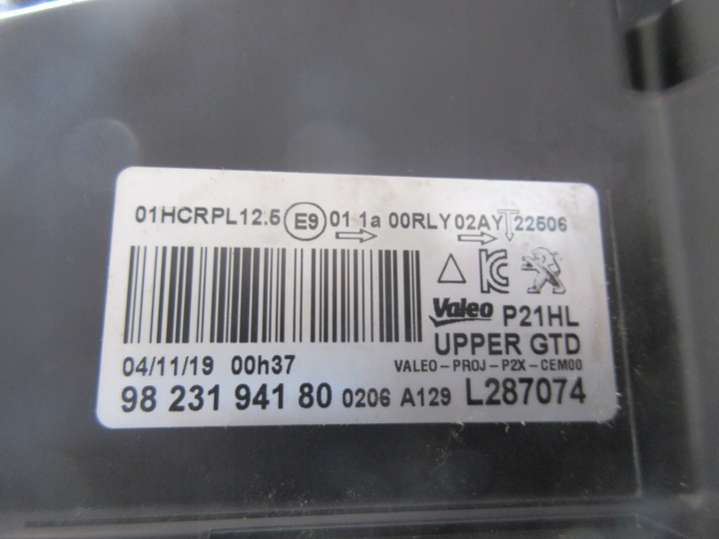 01HCRPL12.5 E9 01 1a 00RLY 02AY 22506
KC
Valeo P21HL
UPPER GTD
04/11/19 00h37 VALEO-PROJ-P2X-CEM00
98 231 941 80 0206 A129 L287074